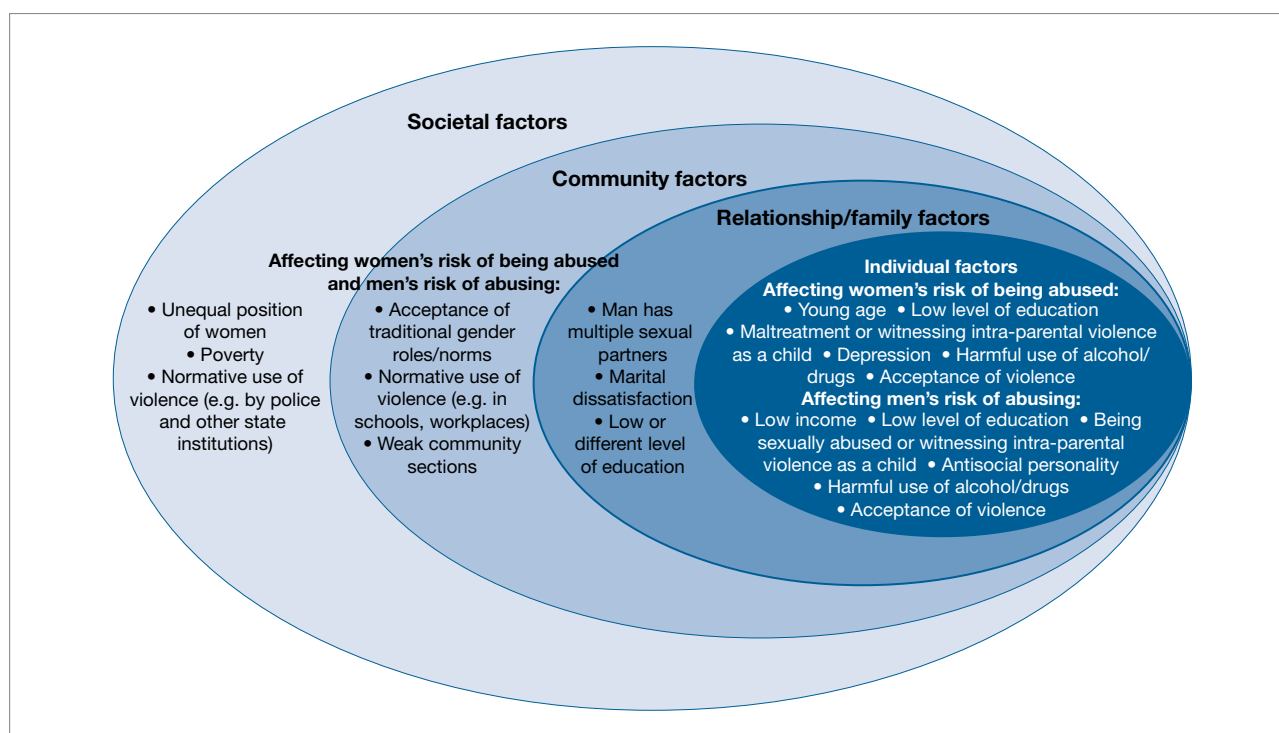 Societal factors
Community factors
Relationship/family factors
Affecting women's risk of being abused
and men's risk of abusing:
• Unequal position
of women
• Poverty
• Normative use of
violence (e.g. by police
and other state
institutions)
• Acceptance of
traditional gender
roles/norms
• Normative use of
violence (e.g. in
schools, workplaces)
• Weak community
sections
• Man has
multiple sexual
partners
• Marital
dissatisfaction
• Low or
different level
of education
Individual factors
Affecting women's risk of being abused:
• Young age • Low level of education
• Maltreatment or witnessing intra-parental violence
as a child • Depression • Harmful use of alcohol/
drugs • Acceptance of violence
Affecting men's risk of abusing:
• Low income • Low level of education • Being
sexually abused or witnessing intra-parental
violence as a child • Antisocial personality
• Harmful use of alcohol/drugs
• Acceptance of violence